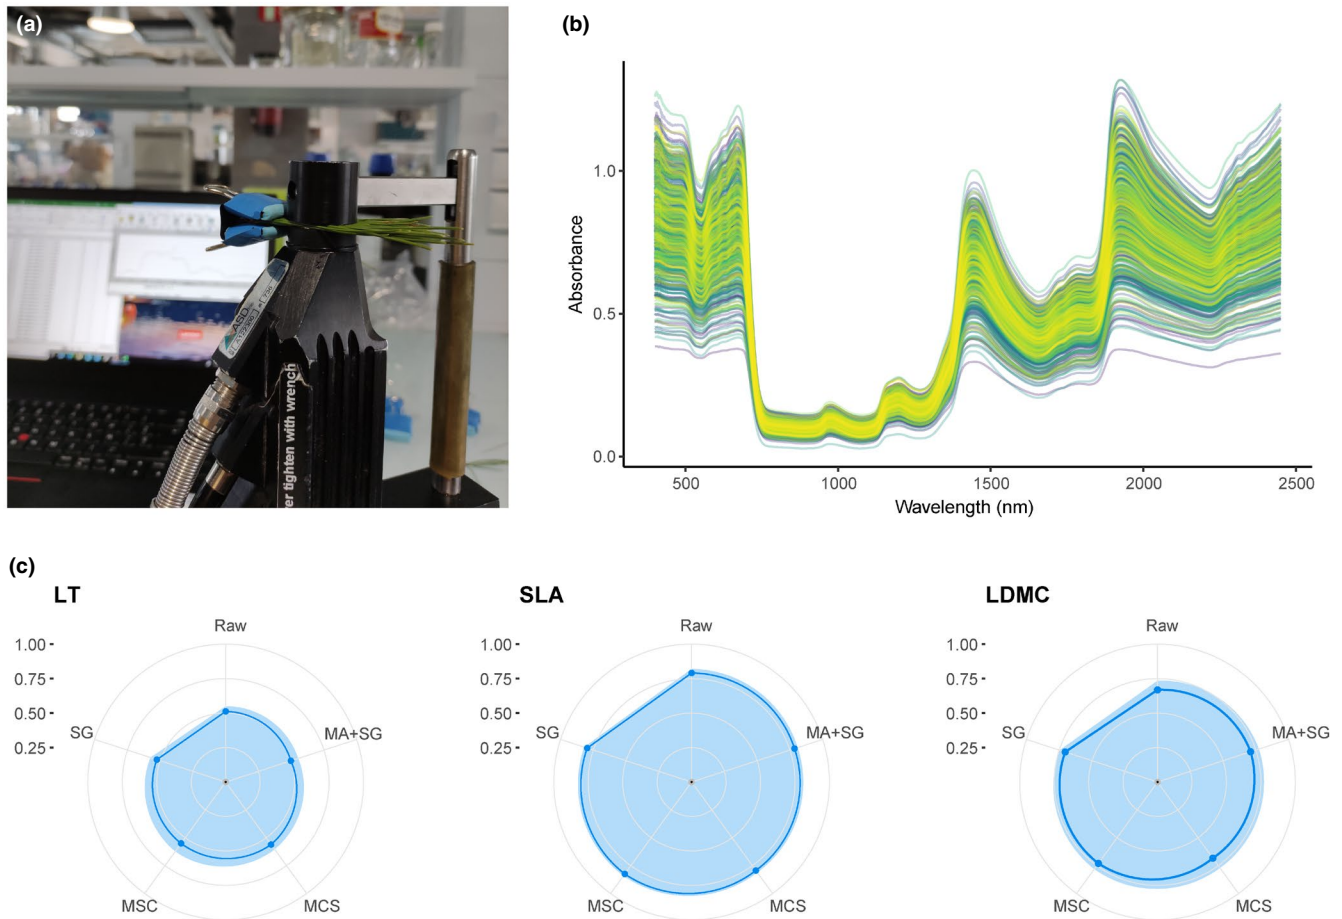 (a)
ASD
er tighten with wrench
(b)
Absorbance
1.0
0.5
0.0
500
1000
1500
2000
2500
Wavelength (nm)
(c)
LT
1.00
0.75
0.50
0.25
Raw
MA+SG
MCS
MSC
SG
SLA
1.00
0.75
0.50
0.25
Raw
MA+SG
MCS
MSC
SG
LDMC
1.00
0.75
0.50
0.25
Raw
MA+SG
MCS
MSC
SG